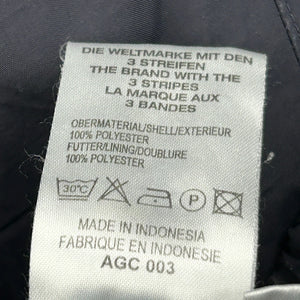 DIE WELTMARKE MIT DEN
3 STREIFEN
THE BRAND WITH THE
3 STRIPES
LA MARQUE AUX
3 BANDES
OBERMATERIAL/SHELL/EXTERIEUR
100% POLYESTER
FUTTER/LINING/DOUBLURE
100% POLYESTER
30°C P
MADE IN INDONESIA
FABRIQUE EN INDONESIE
AGC 003